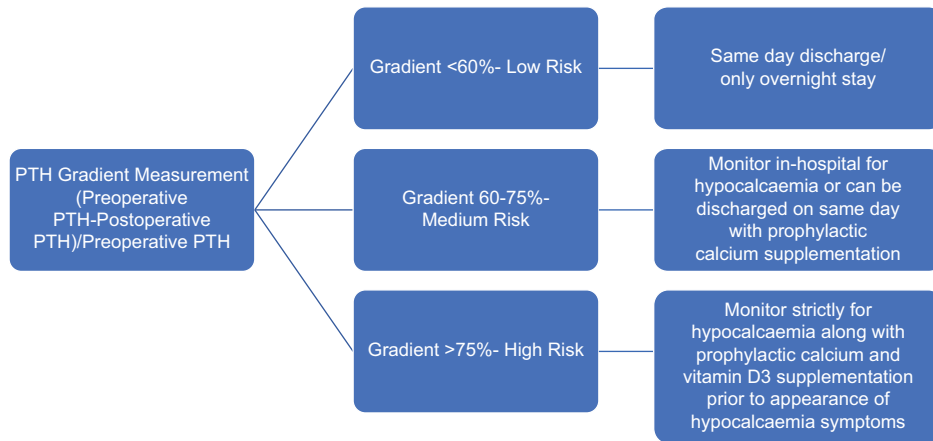 PTH Gradient Measurement
(Preoperative
PTH-Postoperative
PTH)/Preoperative PTH
Gradient <60%- Low Risk
Same day discharge/
only overnight stay
Gradient 60-75%-
Medium Risk
Monitor in-hospital for
hypocalcaemia or can be
discharged on same day
with prophylactic
calcium supplementation
Gradient >75%- High Risk
Monitor strictly for
hypocalcaemia along with
prophylactic calcium and
vitamin D3 supplementation
prior to appearance of
hypocalcaemia symptoms